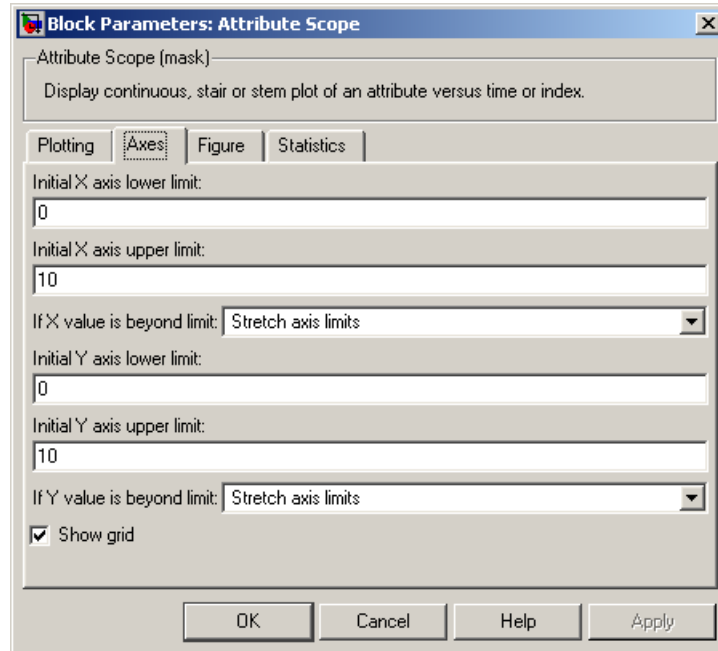 Block Parameters: Attribute Scope
Attribute Scope (mask)
Display continuous, stair or stem plot of an attribute versus time or index.
Plotting Axes Figure Statistics
Initial X axis lower limit:
0
Initial X axis upper limit:
10
If X value is beyond limit: Stretch axis limits
Initial Y axis lower limit:
0
Initial Y axis upper limit:
10
If Y value is beyond limit: Stretch axis limits
Show grid
OK Cancel Help Apply